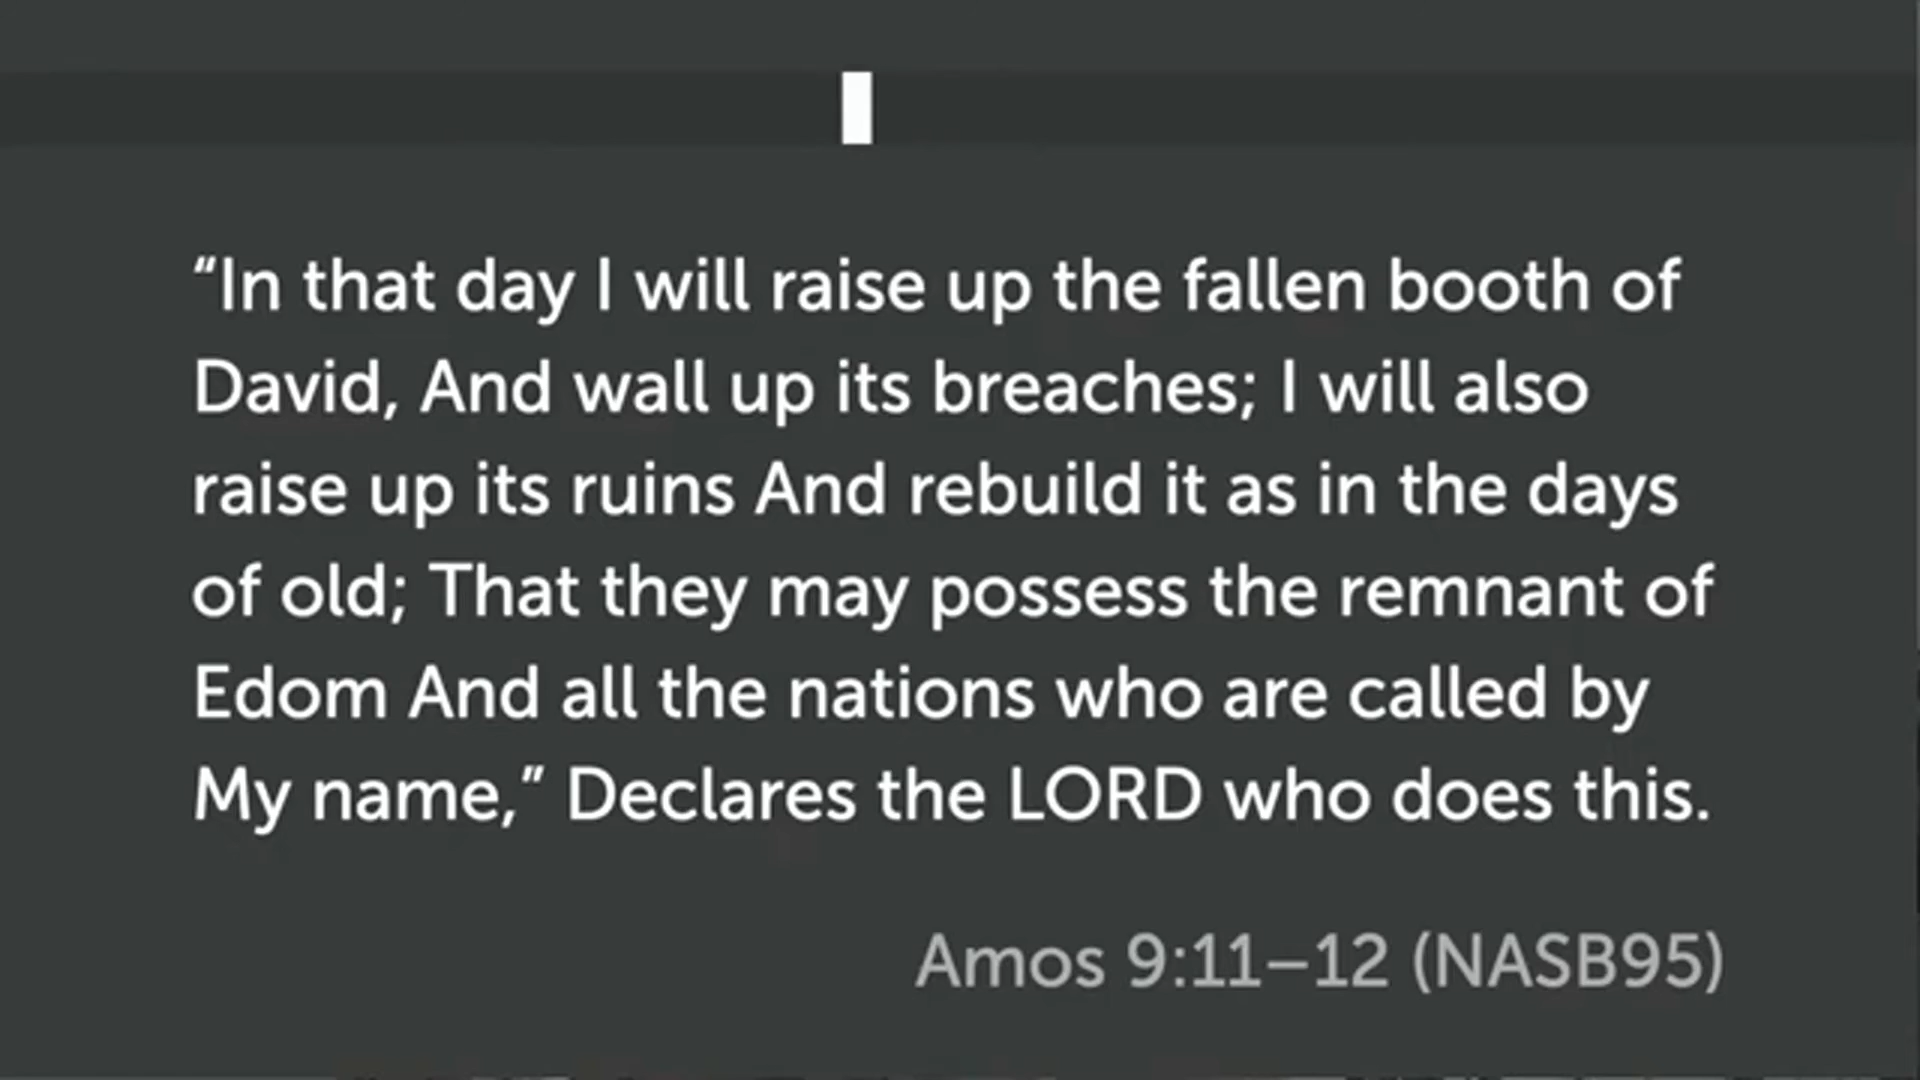 “In that day I will raise up the fallen booth of
David, And wall up its breaches; I will also
raise up its ruins And rebuild it as in the days
of old; That they may possess the remnant of
Edom And all the nations who are called by
My name,” Declares the LORD who does this.
Amos 9:11–12 (NASB95)